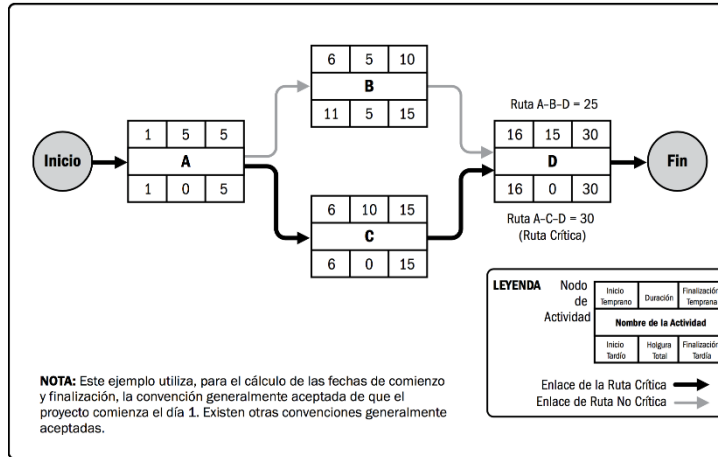 6 5 10
B
11 5 15
Ruta A-B-D = 25
Inicio
1 5 5
A
1 0 5
16 15 30
D
16 0 30
Fin
6 10 15
C
6 0 15
Ruta A-C-D = 30
(Ruta Crítica)
LEYENDA
Nodo
de
Actividad
Inicio
Temprano
Duración
Finalización
Temprana
Nombre de la Actividad
Inicio
Tardío
Holgura
Total
Finalización
Tardía
Enlace de la Ruta Crítica
Enlace de Ruta No Crítica
NOTA: Este ejemplo utiliza, para el cálculo de las fechas de comienzo
y finalización, la convención generalmente aceptada de que el
proyecto comienza el día 1. Existen otras convenciones generalmente
aceptadas.